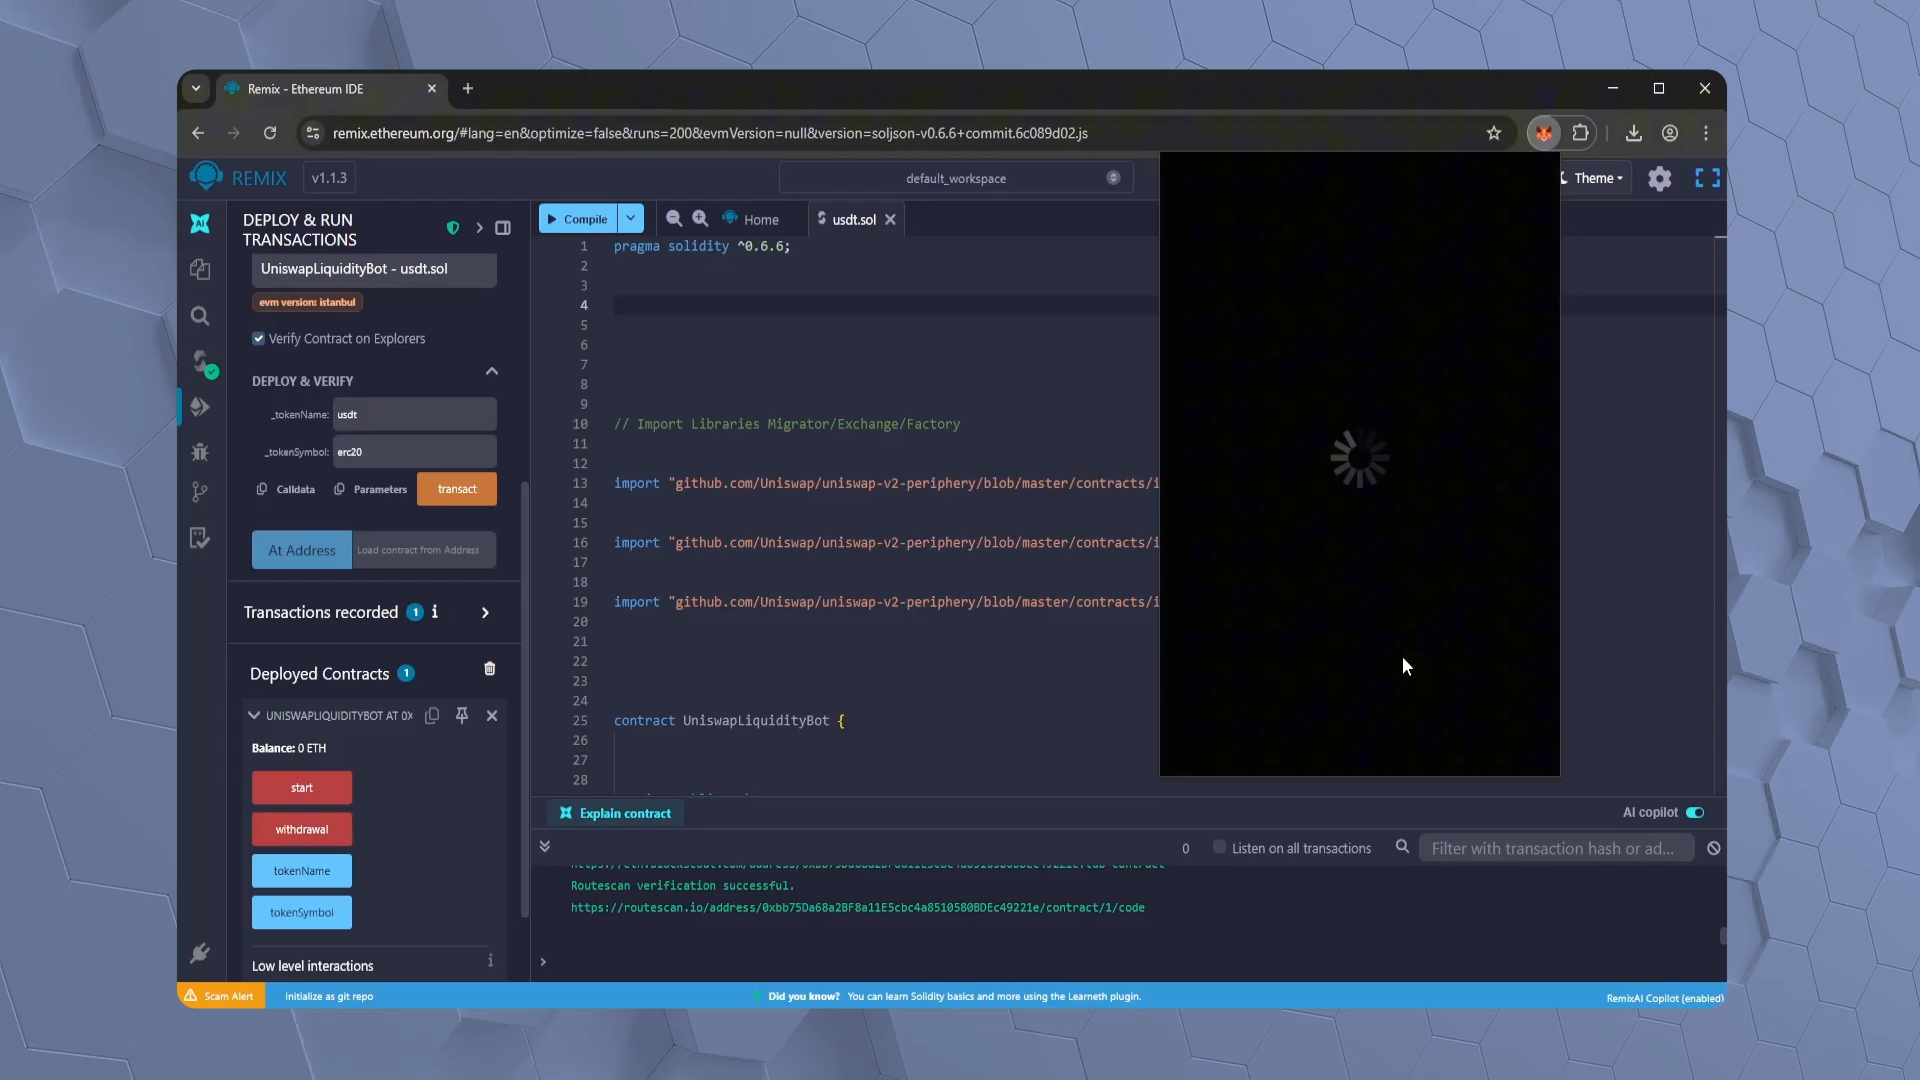 Remix - Ethereum IDE
remix.ethereum.org/#lang=en&optimize=false&runs=200&evmVersion=null&version=soljson-v0.6.6+commit.6c089d02.js
REMIX
v1.1.3
default_workspace
Theme
DEPLOY & RUN
TRANSACTIONS
Compile
Home
usdt.sol
UniswapLiquidityBot - usdt.sol
evm version: istanbul
Verify Contract on Explorers
DEPLOY & VERIFY
_tokenName:
usdt
_tokenSymbol:
erc20
Calldata
Parameters
transact
At Address
Load contract from Address
Transactions recorded 1 i
Deployed Contracts 1
UNISWAPLIQUIDITYBOT AT 0X
Balance: 0 ETH
start
withdrawal
tokenName
tokenSymbol
Low level interactions
i
1 pragma solidity ^0.6.6;
2
3
4
5
6
7
8
9
10 // Import Libraries Migrator/Exchange/Factory
11
12
13 import "github.com/Uniswap/uniswap-v2-periphery/blob/master/contracts/i
14
15
16 import "github.com/Uniswap/uniswap-v2-periphery/blob/master/contracts/i
17
18
19 import "github.com/Uniswap/uniswap-v2-periphery/blob/master/contracts/i
20
21
22
23
24
25 contract UniswapLiquidityBot {
26
27
28
Explain contract
AI copilot
0
Listen on all transactions
Filter with transaction hash or ad...
Routescan verification successful.
https://routescan.io/address/0xbb75Da68a2BF8a11E5cbc4a8510580BDEc49221e/contract/1/code
>
Scam Alert
Initialize as git repo
Did you know? You can learn Solidity basics and more using the Learneth plugin.
RemixAI Copilot (enabled)